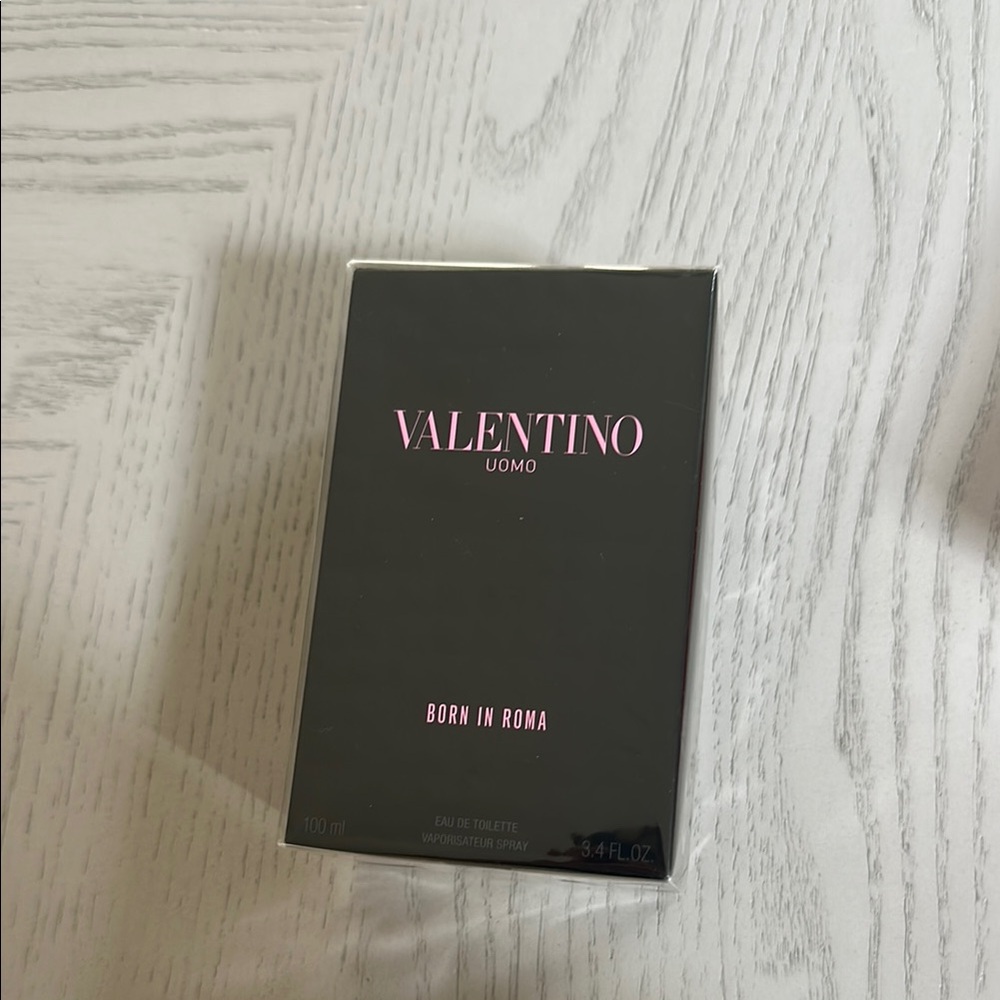 VALENTINO
UOMO
BORN IN ROMA
100 ml
EAU DE TOILETTE
VAPORISATEUR SPRAY
3.4 FL.OZ.